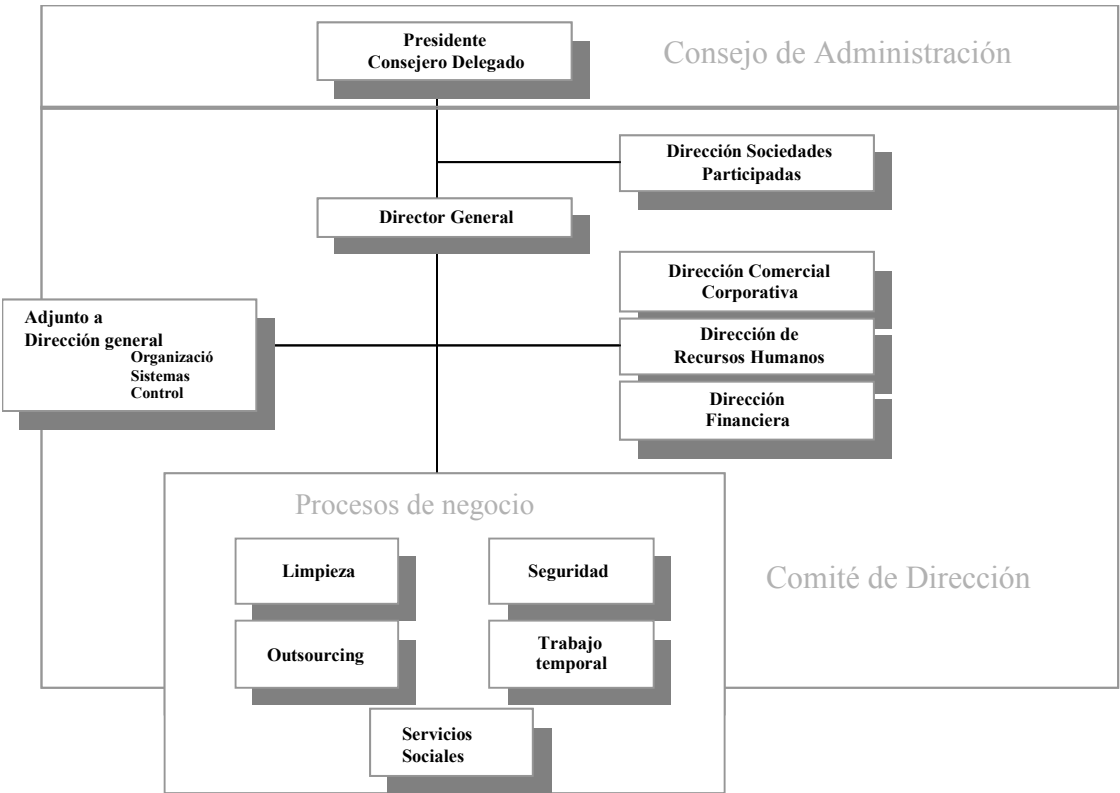 Presidente
Consejero Delegado
Consejo de Administración
Dirección Sociedades
Participadas
Director General
Dirección Comercial
Corporativa
Adjunto a
Dirección general
Organizació
Sistemas
Control
Dirección de
Recursos Humanos
Dirección
Financiera
Procesos de negocio
Limpieza
Seguridad
Comité de Dirección
Outsourcing
Trabajo
temporal
Servicios
Sociales